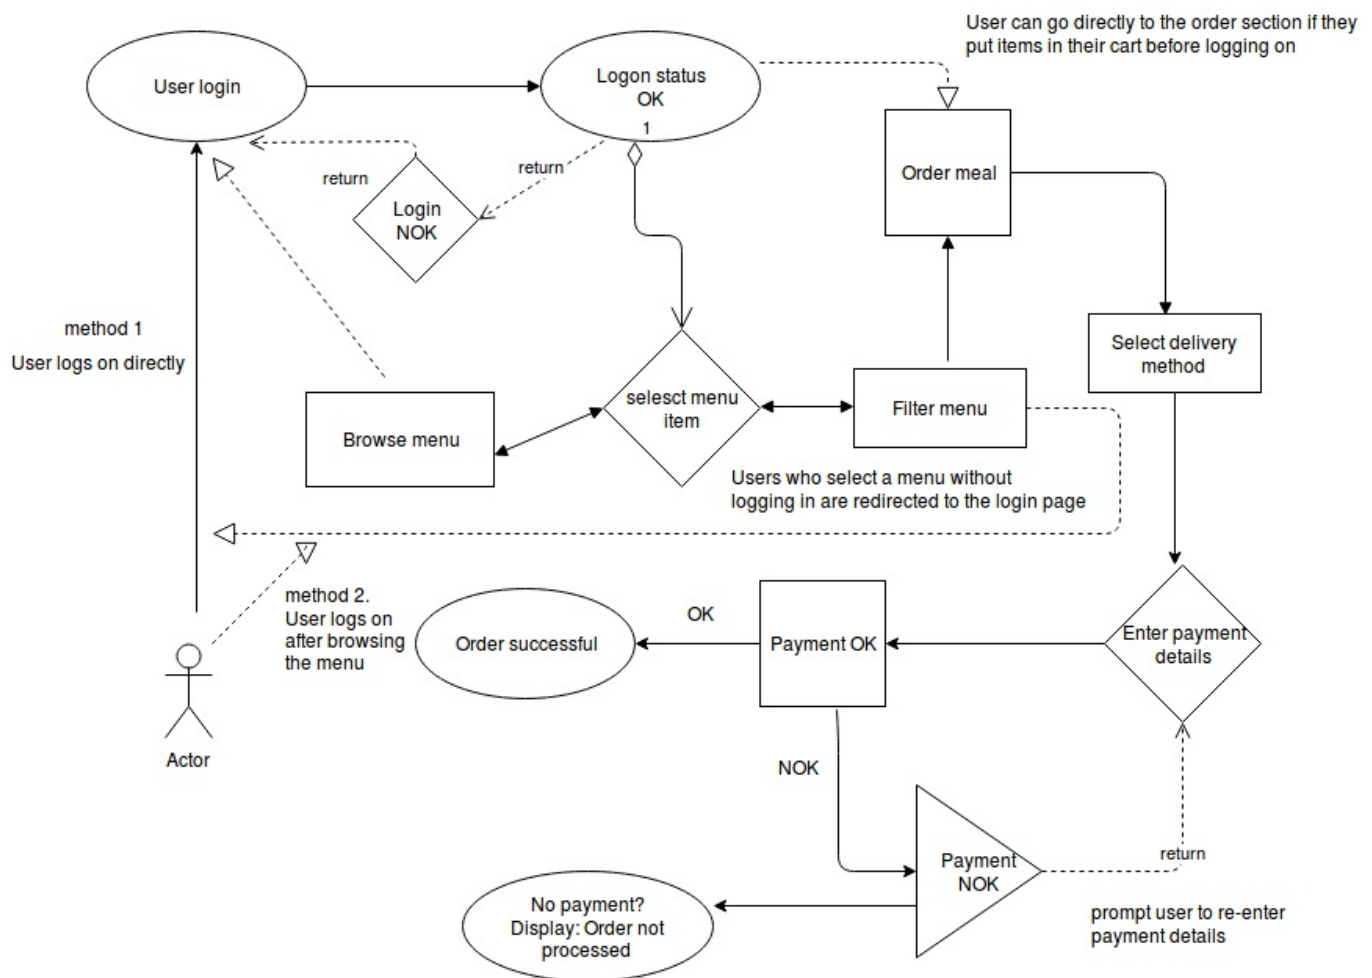 User can go directly to the order section if they
put items in their cart before logging on
User login
Logon status
OK
1
return
return
Login
NOK
Order meal
method 1
User logs on directly
Select delivery
method
selesct menu
item
Filter menu
Browse menu
Users who select a menu without
logging in are redirected to the login page
method 2.
User logs on
after browsing
the menu
Order successful
OK
Payment OK
Enter payment
details
Actor
NOK
Payment
NOK
return
No payment?
Display: Order not
processed
prompt user to re-enter
payment details